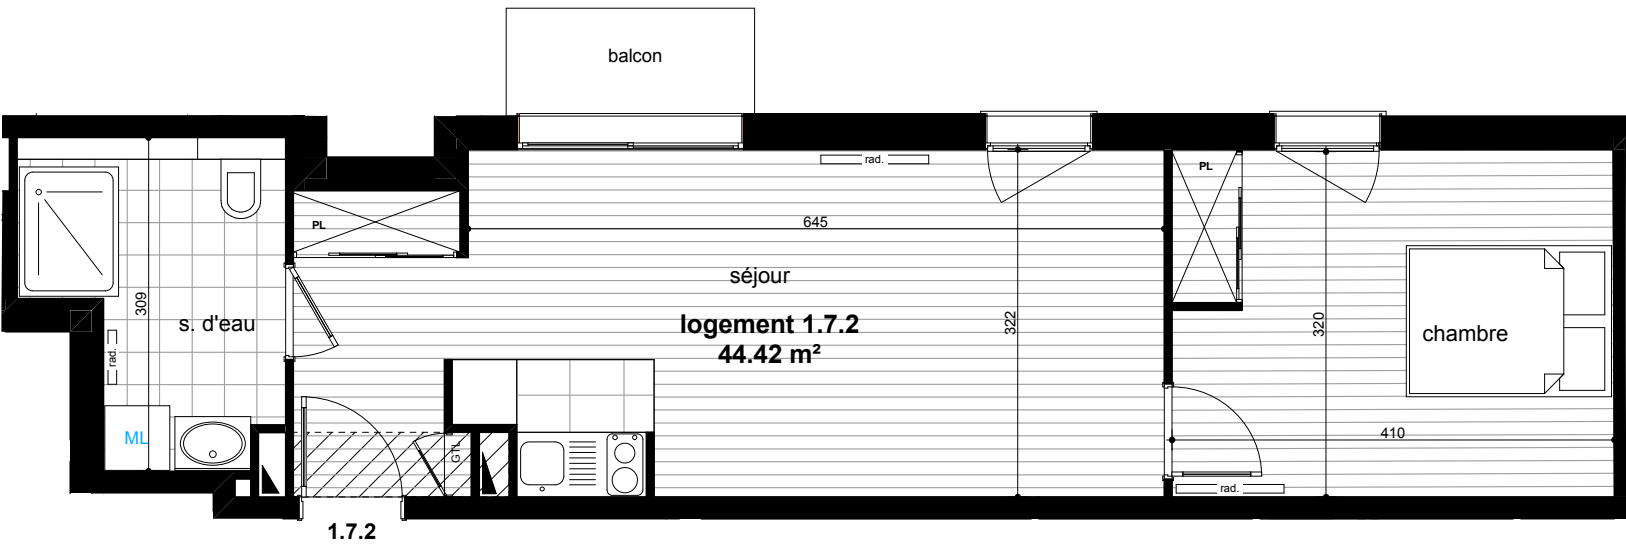 balcon
rad.
PL
PL
645
séjour
309
s. d'eau
logement 1.7.2
44.42 m²
322
320
chambre
rad.
ML
GTL
410
rad.
1.7.2